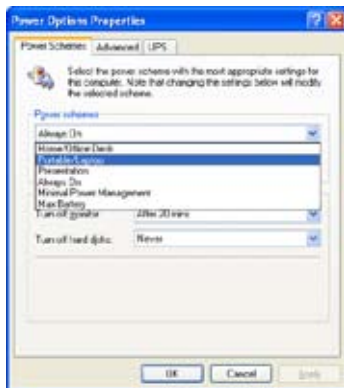 Power Options Properties
Power Schemes Advanced UPS
Select the power scheme with the most appropriate settings for
this computer. Note that changing the settings below will modify
the selected scheme.
Power schemes
Always On
Home/Office Desk
Portable/Laptop
Presentation
Always On
Minimal Power Management
Max Battery
Turn off monitor: After 20 mins
Turn off hard disks: Never
OK Cancel Apply